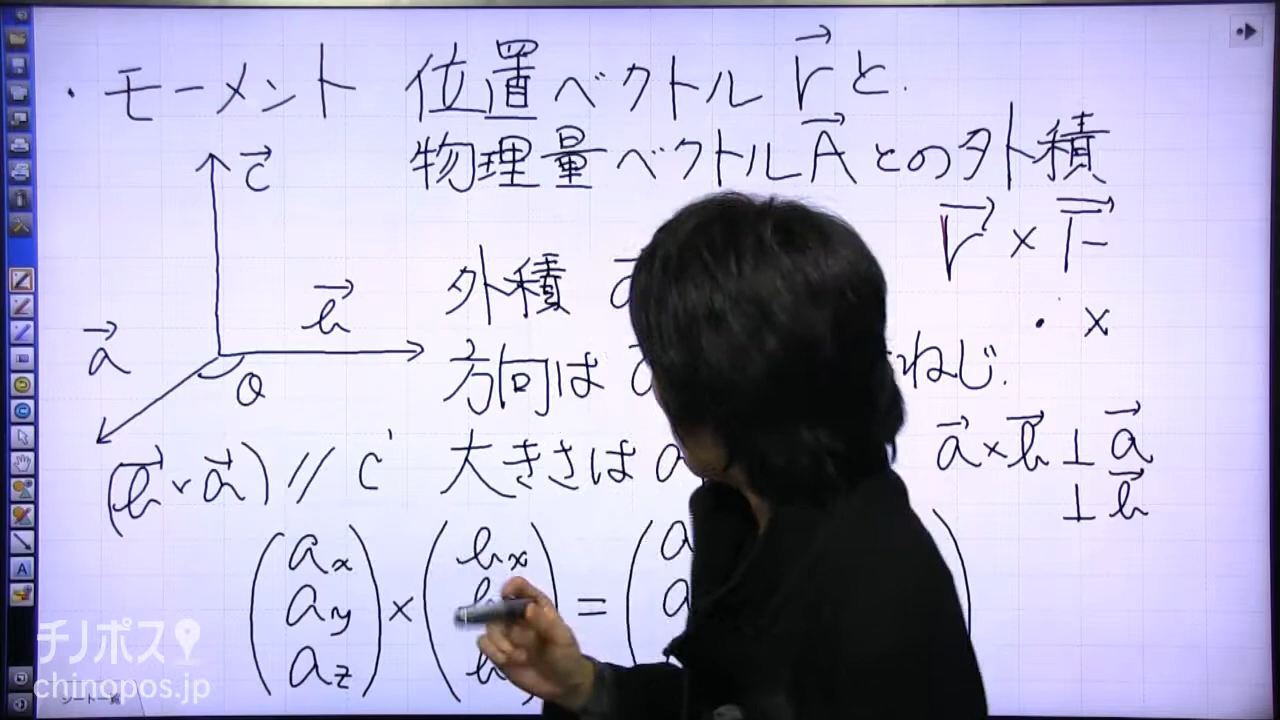 ・モーメント 位置ベクトル r→と.
物理量ベクトルA→との外積
c→
r→ × F→
外積
b→
・ ×
a→
θ
方向は
ねじ.
a→×b→⊥a→
⊥b→
大きさは a
(ax ay az) × (bx b b) = (a a
チノポス
chinopos.jp